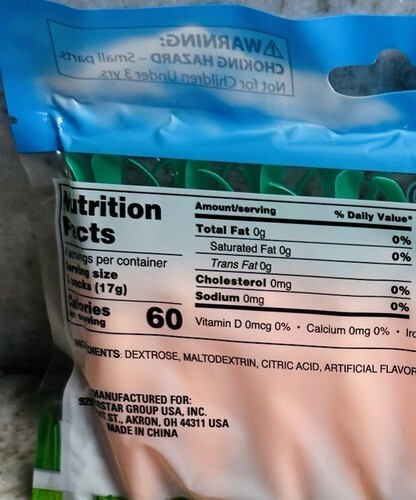 ⚠WARNING:
CHOKING HAZARD – Small parts.
Not for Children Under 3 yrs.
Nutrition
Facts
servings per container
Serving size
(17g)
Calories
per serving
60
Amount/serving % Daily Value*
Total Fat 0g 0%
Saturated Fat 0g 0%
Trans Fat 0g
Cholesterol 0mg 0%
Sodium 0mg 0%
Vitamin D 0mcg 0% • Calcium 0mg 0% •
INGREDIENTS: DEXTROSE, MALTODEXTRIN, CITRIC ACID, ARTIFICIAL FLAVOR
MANUFACTURED FOR:
GROUP USA, INC.
ST., AKRON, OH 44311 USA
MADE IN CHINA